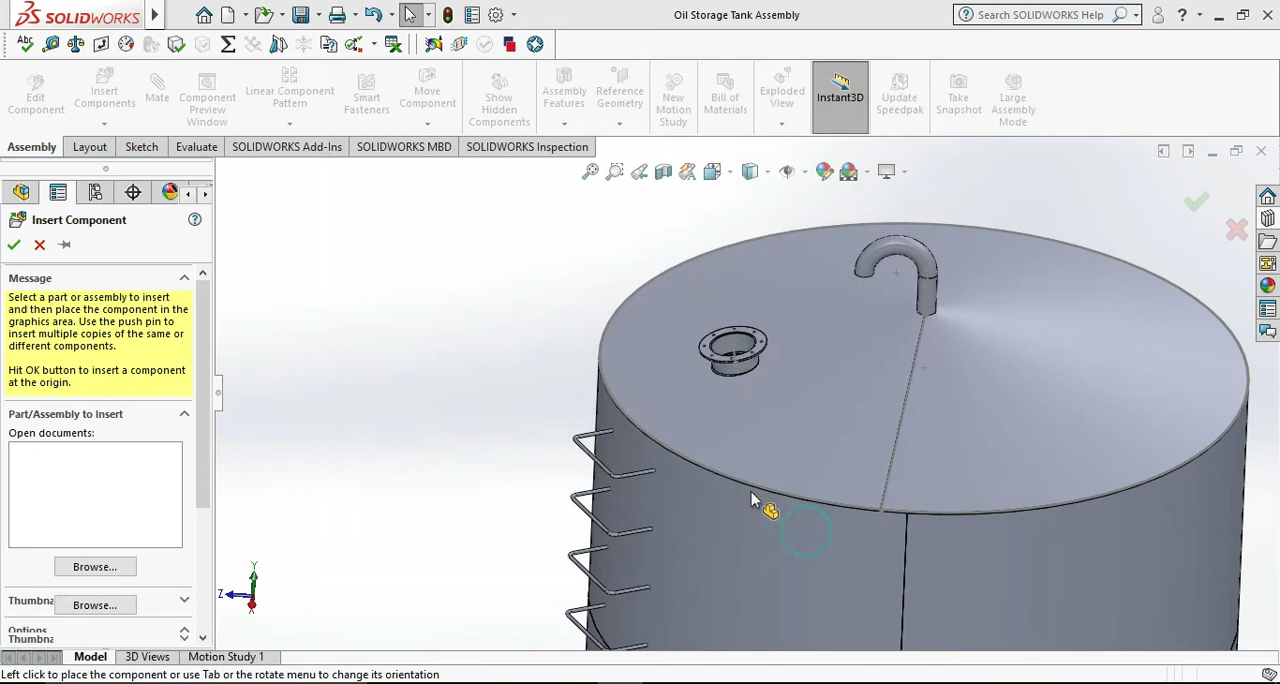 SOLIDWORKS
Oil Storage Tank Assembly
Search SOLIDWORKS Help
?
Abc
Edit
Component
Insert
Components
Mate
Component
Preview
Window
Linear Component
Pattern
Smart
Fasteners
Move
Component
Show
Hidden
Components
Assembly
Features
Reference
Geometry
New
Motion
Study
Bill of
Materials
Exploded
View
Instant3D
Update
Speedpak
Take
Snapshot
Large
Assembly
Mode
Assembly
Layout
Sketch
Evaluate
SOLIDWORKS Add-Ins
SOLIDWORKS MBD
SOLIDWORKS Inspection
Insert Component
?
Message
Select a part or assembly to insert
and then place the component in the
graphics area. Use the push pin to
insert multiple copies of the same or
different components.
Hit OK button to insert a component
at the origin.
Part/Assembly to Insert
Open documents:
Browse...
Thumbna
Browse...
Options
Thumbna
Y
Z
X
Model
3D Views
Motion Study 1
Left click to place the component or use Tab or the rotate menu to change its orientation